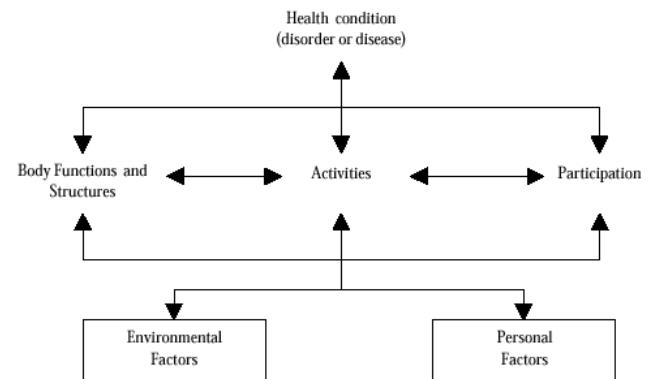 Health condition
(disorder or disease)
Body Functions and
Structures
Activities
Participation
Environmental
Factors
Personal
Factors